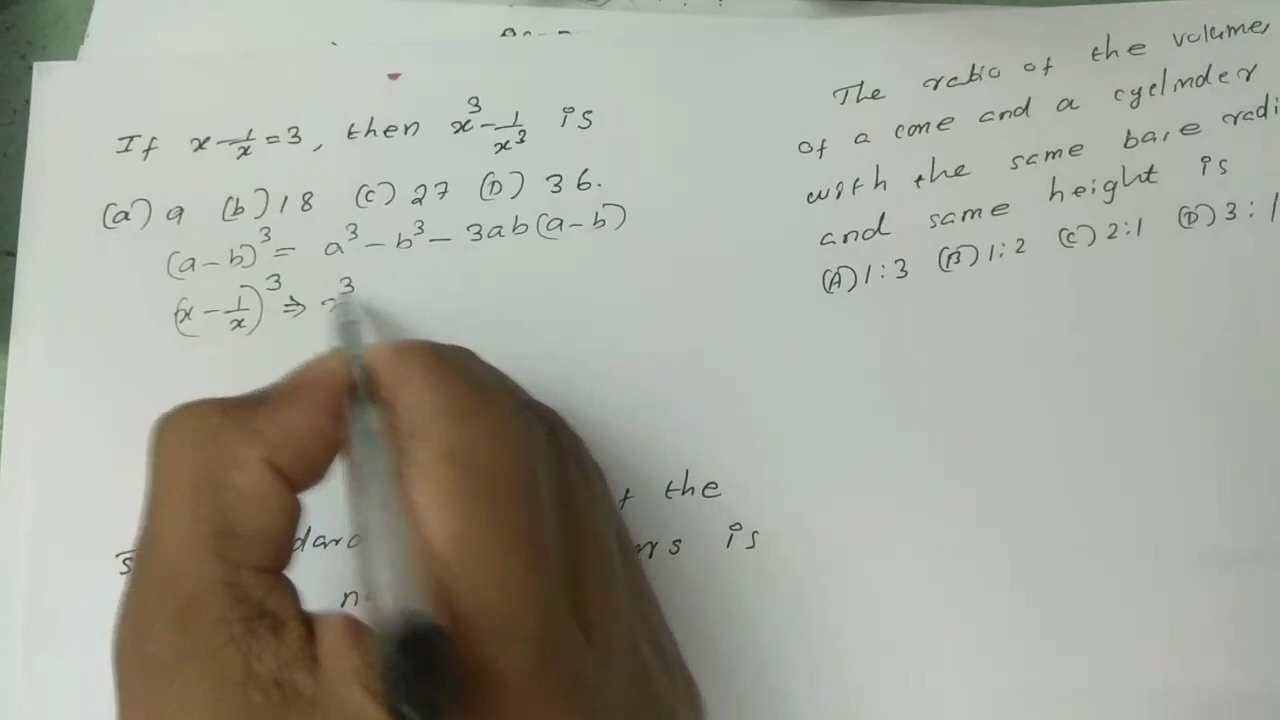 If x - 1/x = 3, then x³ - 1/x³ is
(a) 9 (b) 18 (c) 27 (D) 36.
(a-b)³ = a³ - b³ - 3ab(a-b)
(x - 1/x)³ ⇒ x³
the
is
The ratio of the volume
of a cone and a cyelinder
with the same base radi
and same height is
(A) 1:3 (B) 1:2 (C) 2:1 (D) 3:1